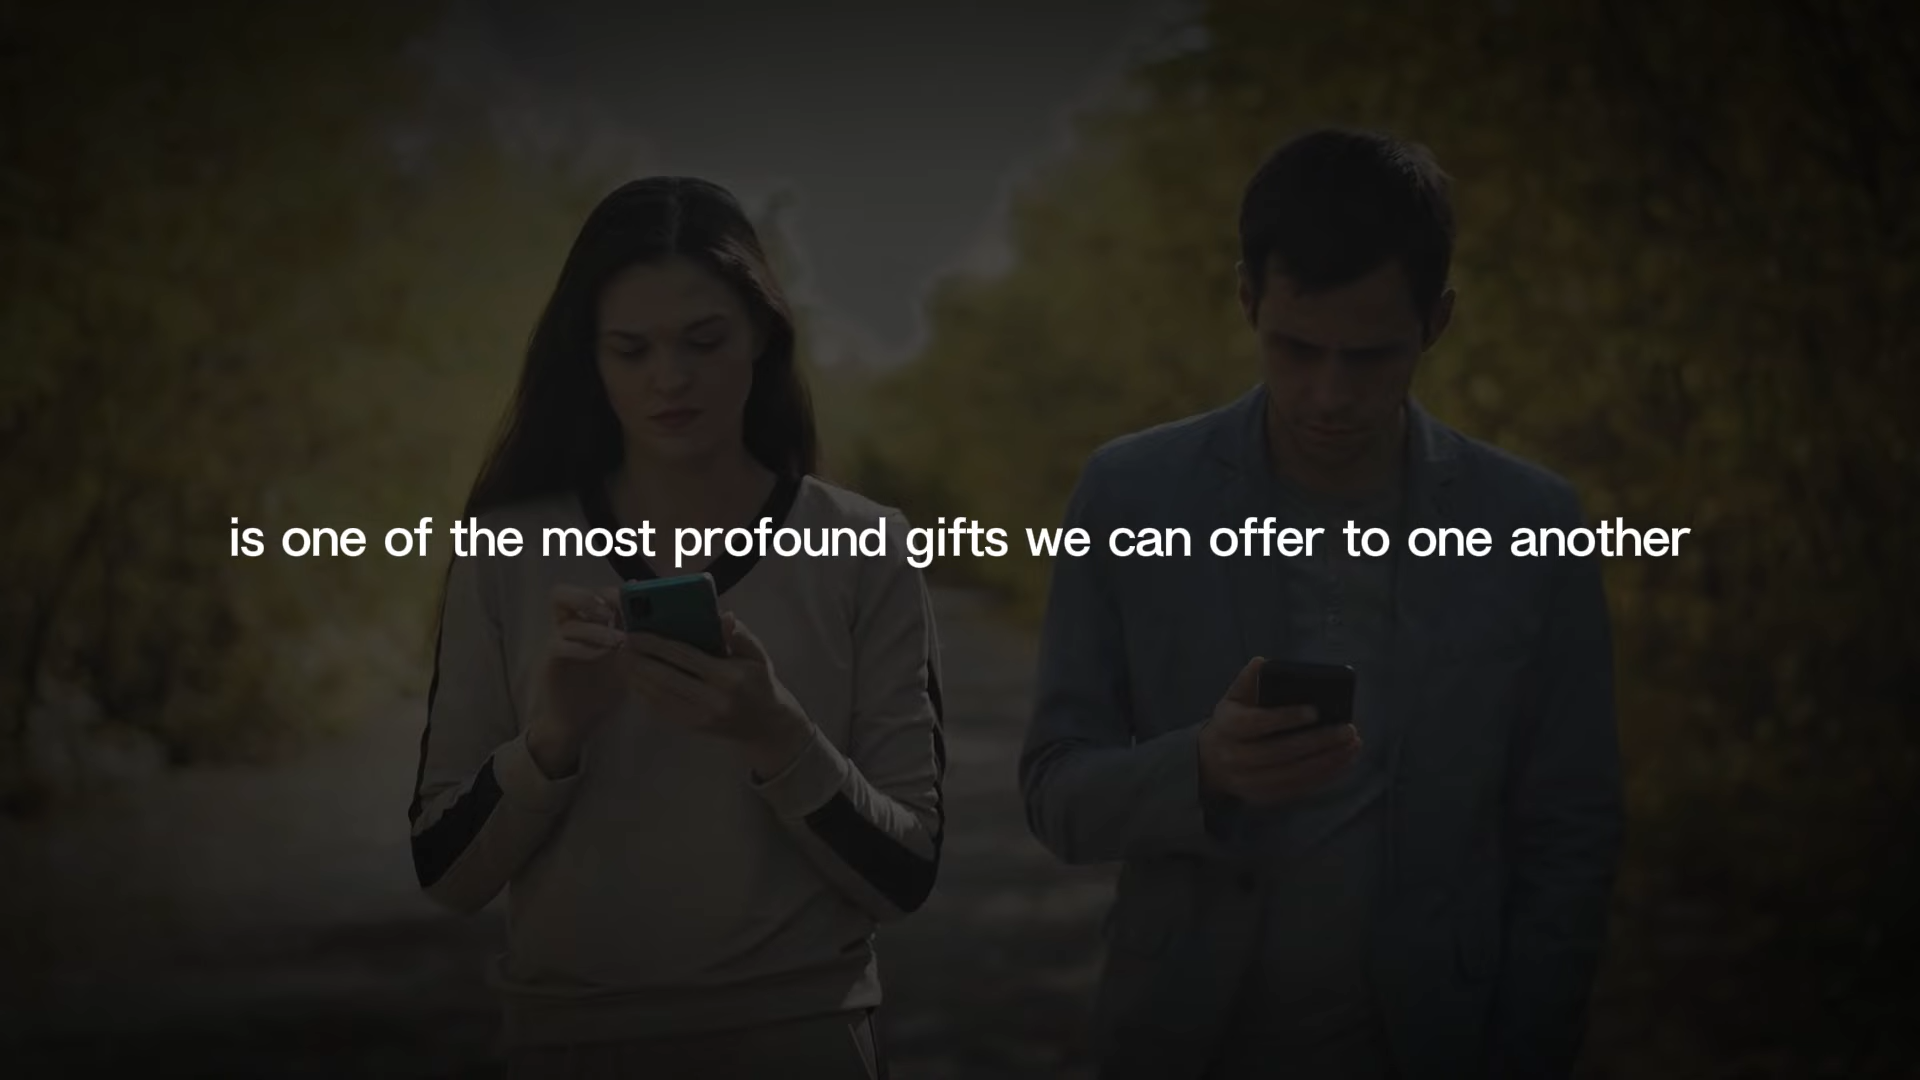 is one of the most profound gifts we can offer to one another